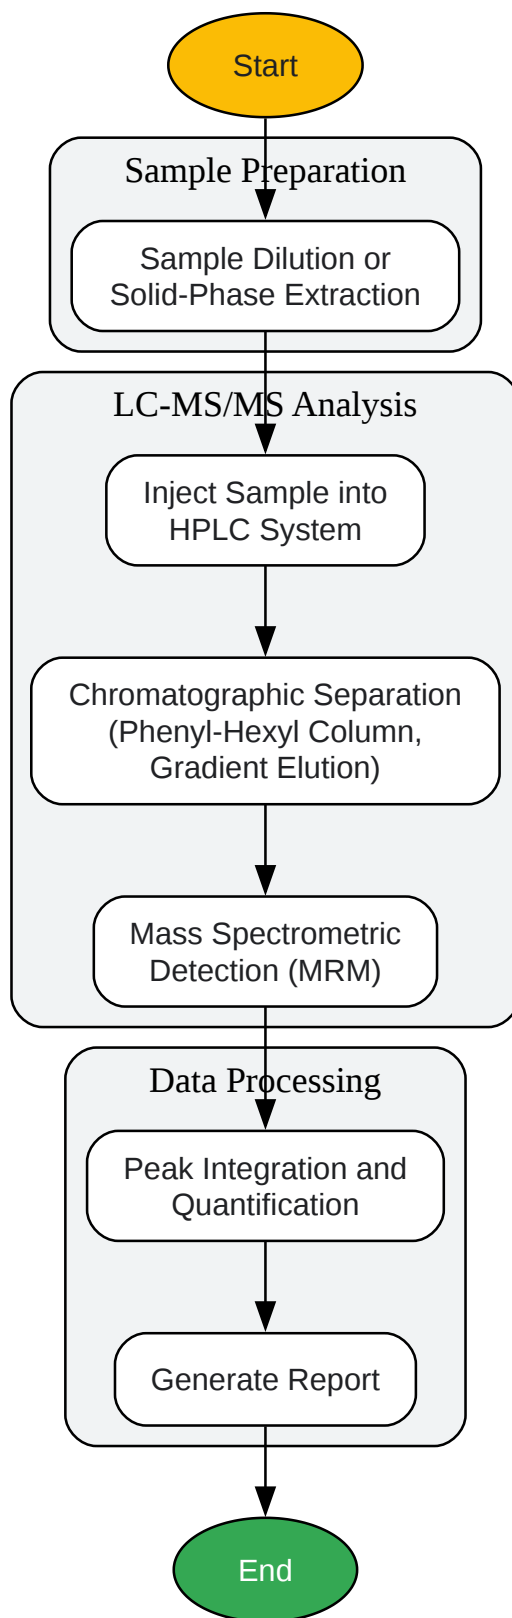 Start
Sample Preparation
Sample Dilution or
Solid-Phase Extraction
LC-MS/MS Analysis
Inject Sample into
HPLC System
Chromatographic Separation
(Phenyl-Hexyl Column,
Gradient Elution)
Mass Spectrometric
Detection (MRM)
Data Processing
Peak Integration and
Quantification
Generate Report
End